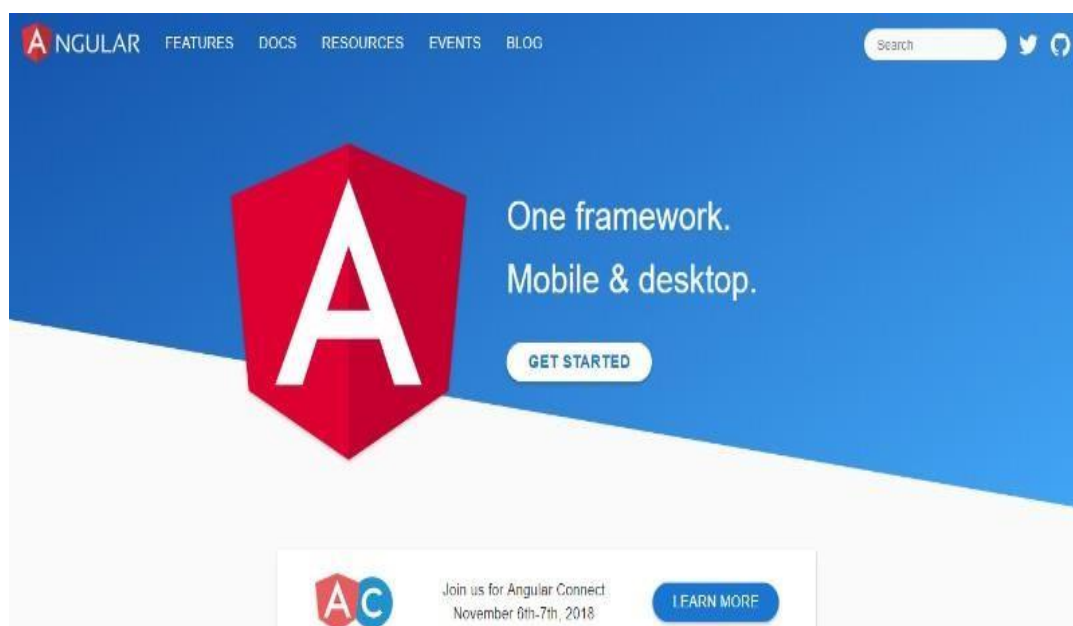 ANGULAR FEATURES DOCS RESOURCES EVENTS BLOG Search
A
One framework.
Mobile & desktop.
GET STARTED
AC
Join us for Angular Connect
November 6th-7th, 2018
LEARN MORE